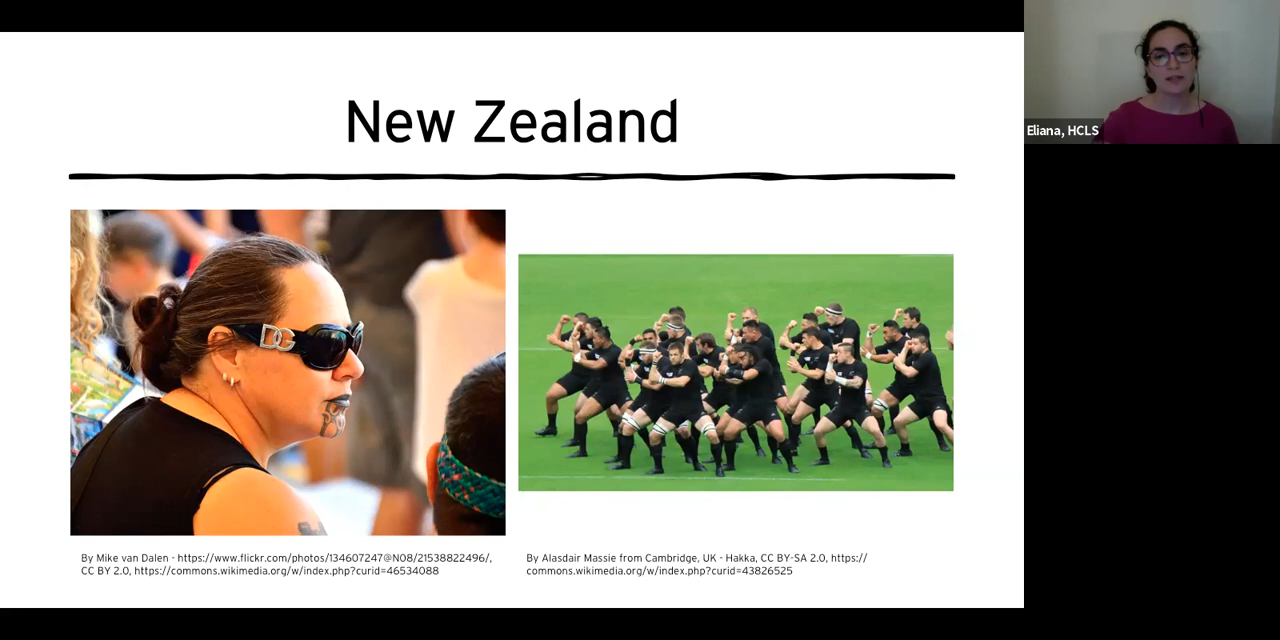 New Zealand
Eliana, HCLS
DG
By Mike van Dalen - https://www.flickr.com/photos/134607247@N08/21538822496/,
CC BY 2.0, https://commons.wikimedia.org/w/index.php?curid=46534088
By Alasdair Massie from Cambridge, UK - Hakka, CC BY-SA 2.0, https://
commons.wikimedia.org/w/index.php?curid=43826525